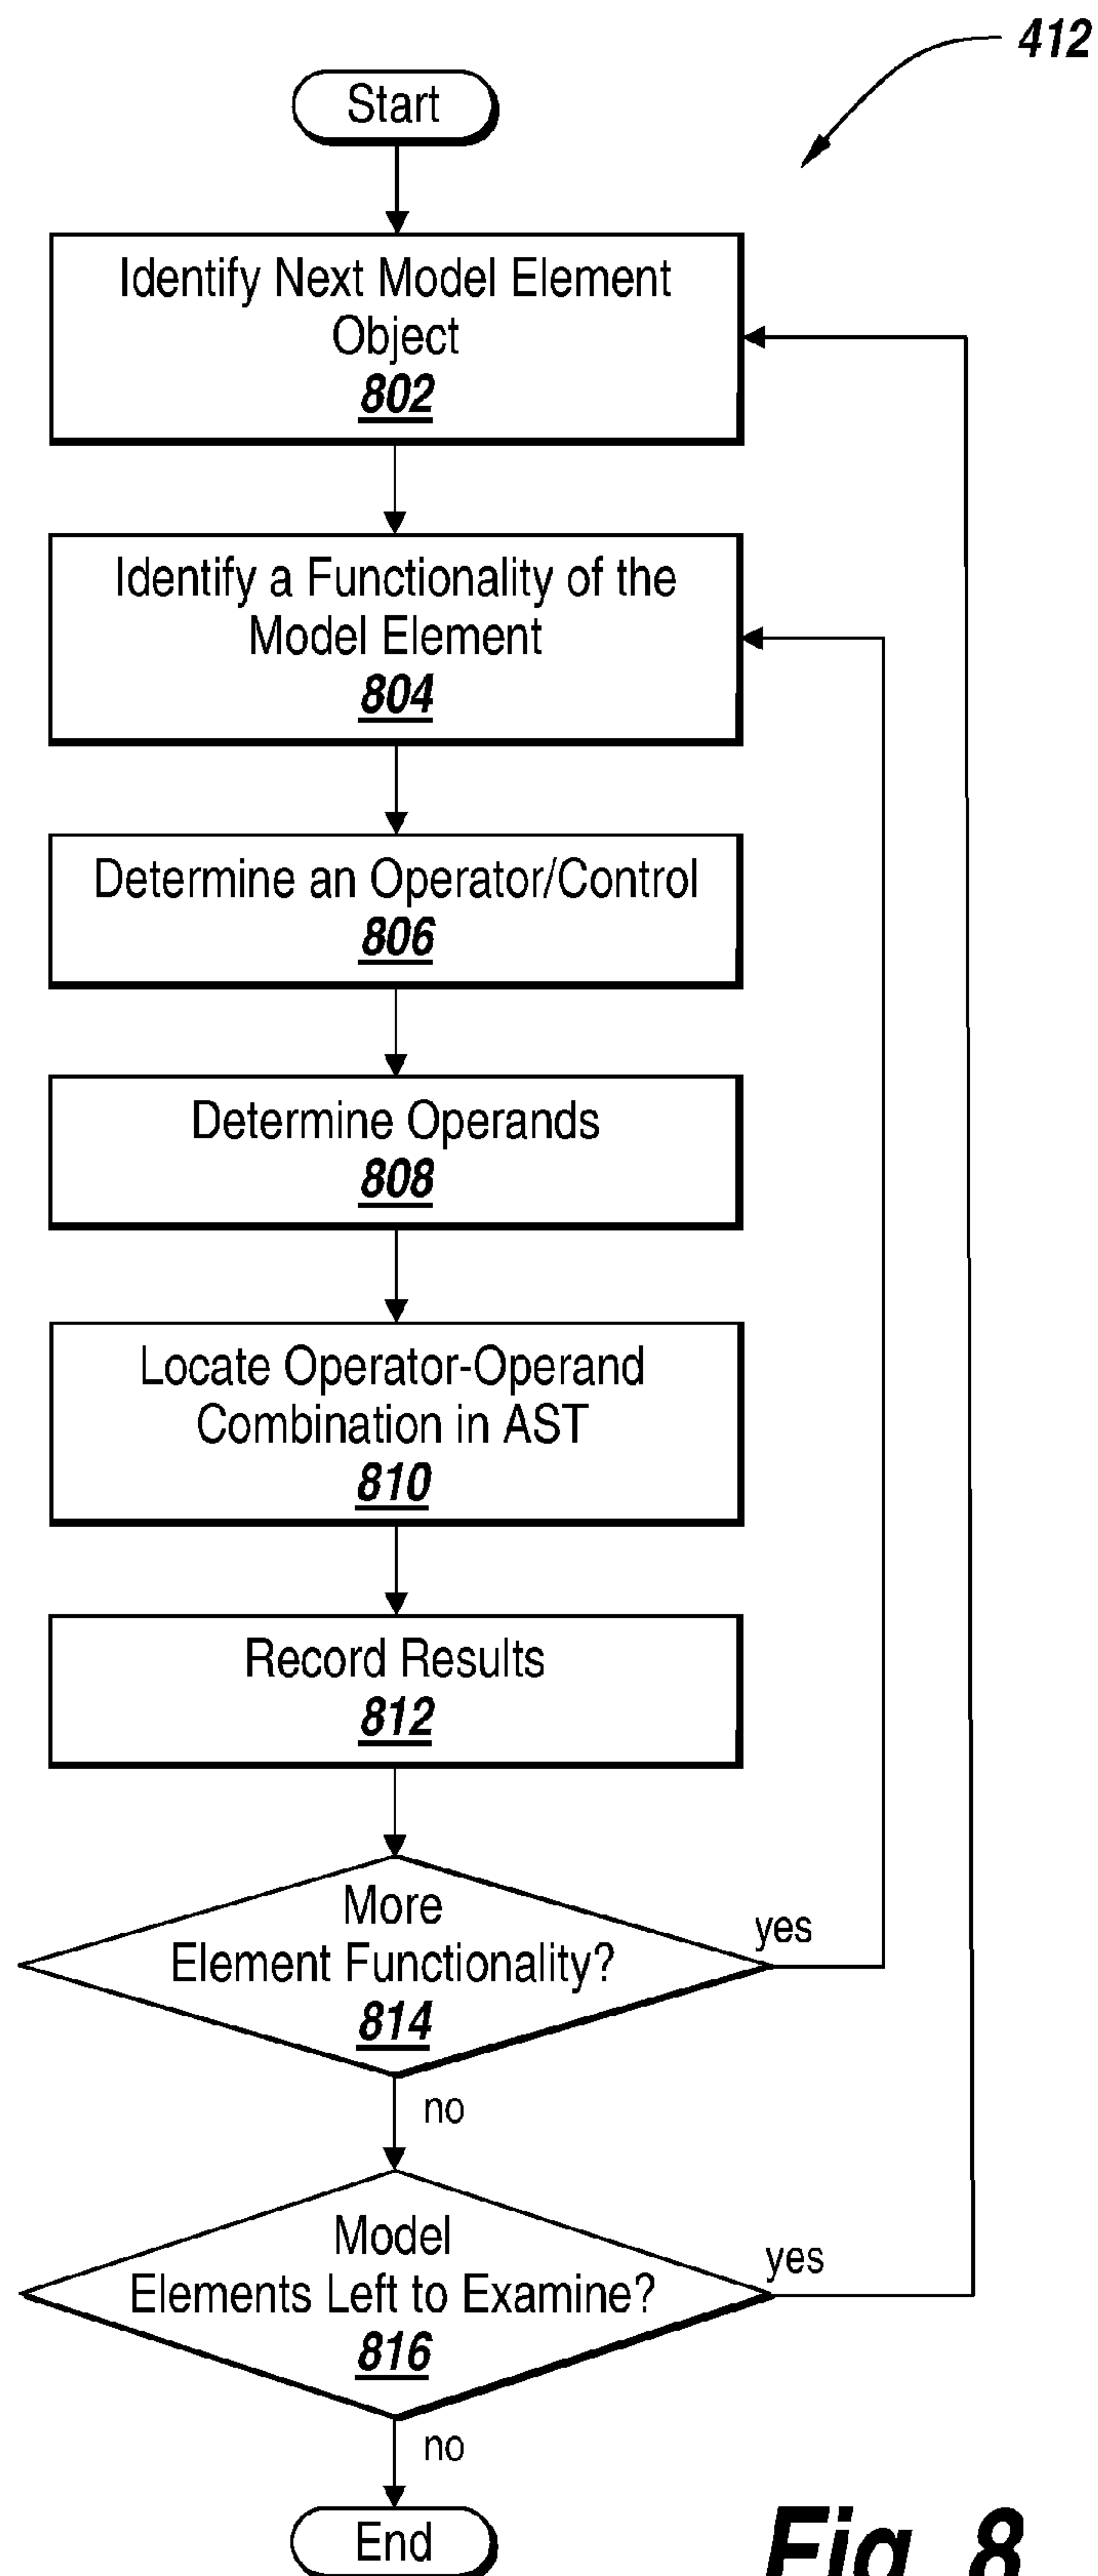 412
Start
Identify Next Model Element
Object
802
Identify a Functionality of the
Model Element
804
Determine an Operator/Control
806
Determine Operands
808
Locate Operator-Operand
Combination in AST
810
Record Results
812
More
Element Functionality?
814
yes
no
Model
Elements Left to Examine?
816
yes
no
End
Fig. 8